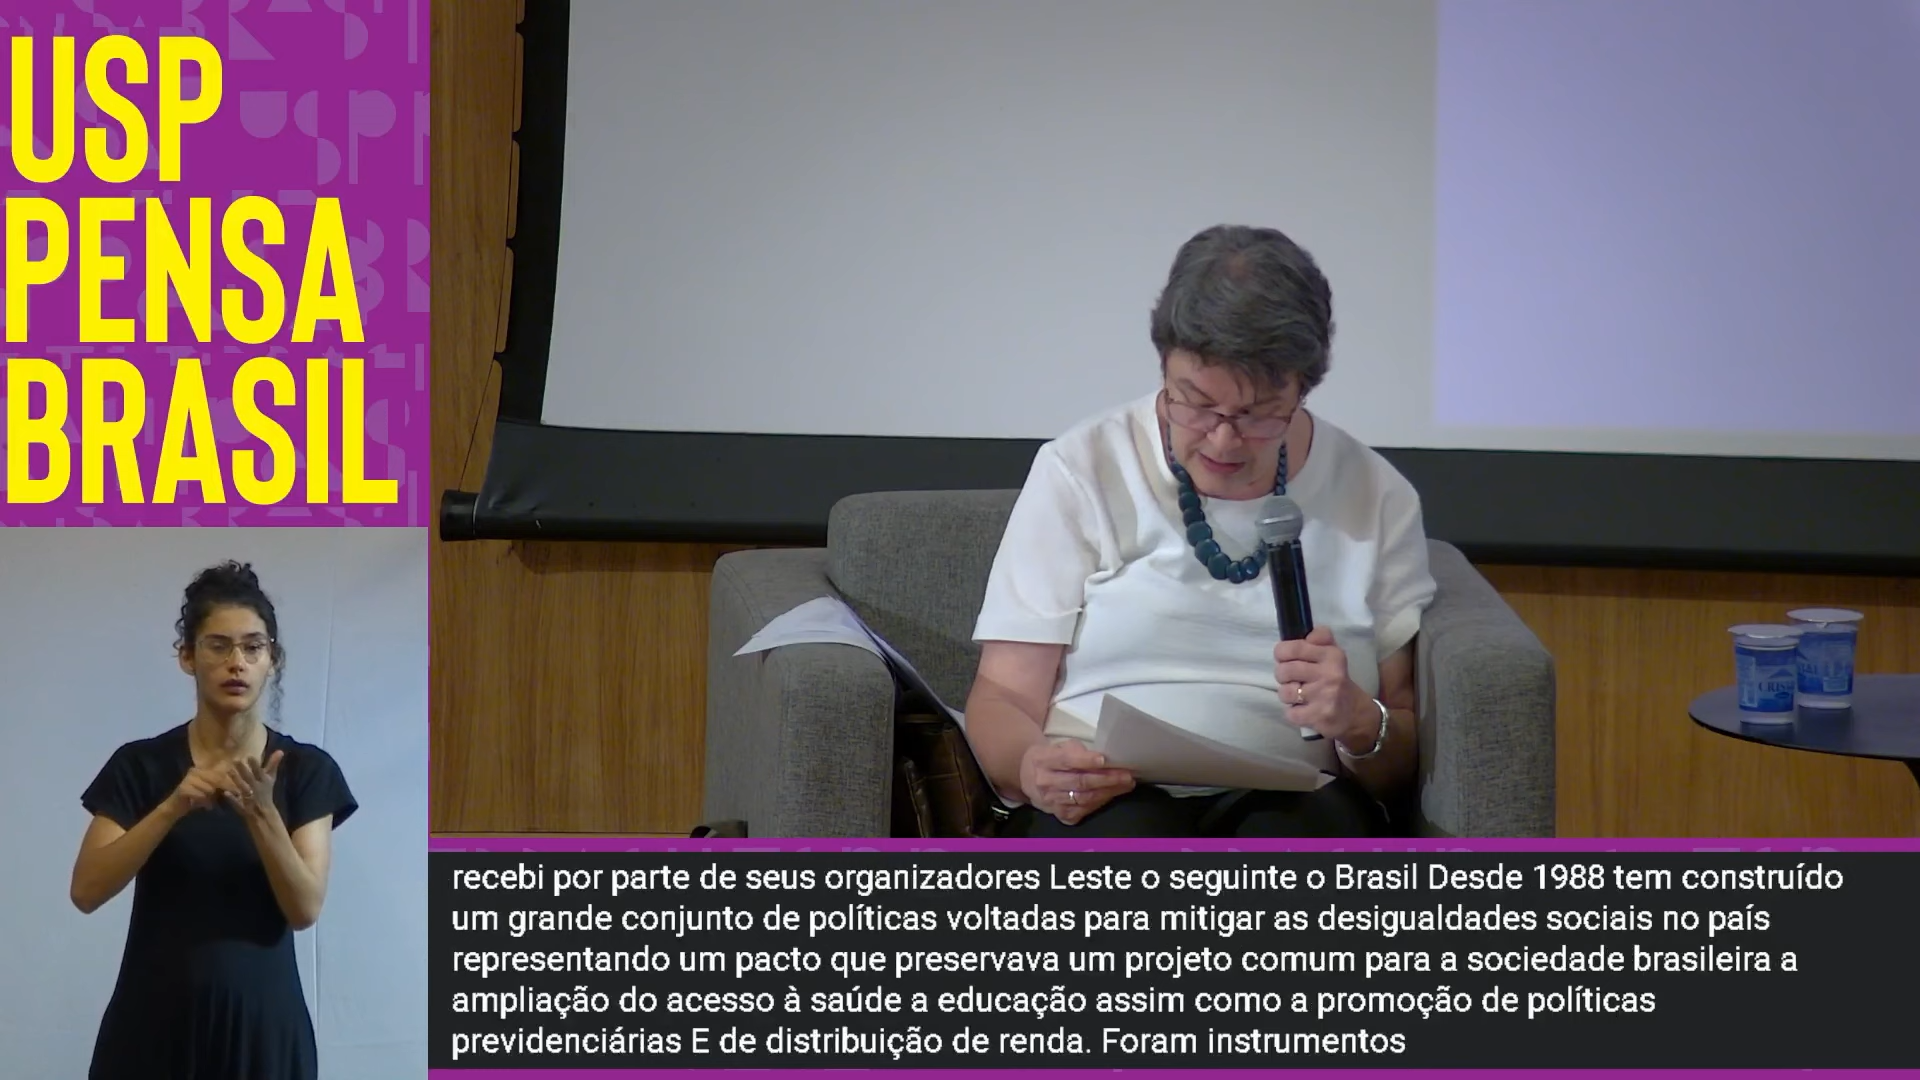 USP
PENSA
BRASIL
recebi por parte de seus organizadores Leste o seguinte o Brasil Desde 1988 tem construído
um grande conjunto de políticas voltadas para mitigar as desigualdades sociais no país
representando um pacto que preservava um projeto comum para a sociedade brasileira a
ampliação do acesso à saúde a educação assim como a promoção de políticas
previdenciárias E de distribuição de renda. Foram instrumentos